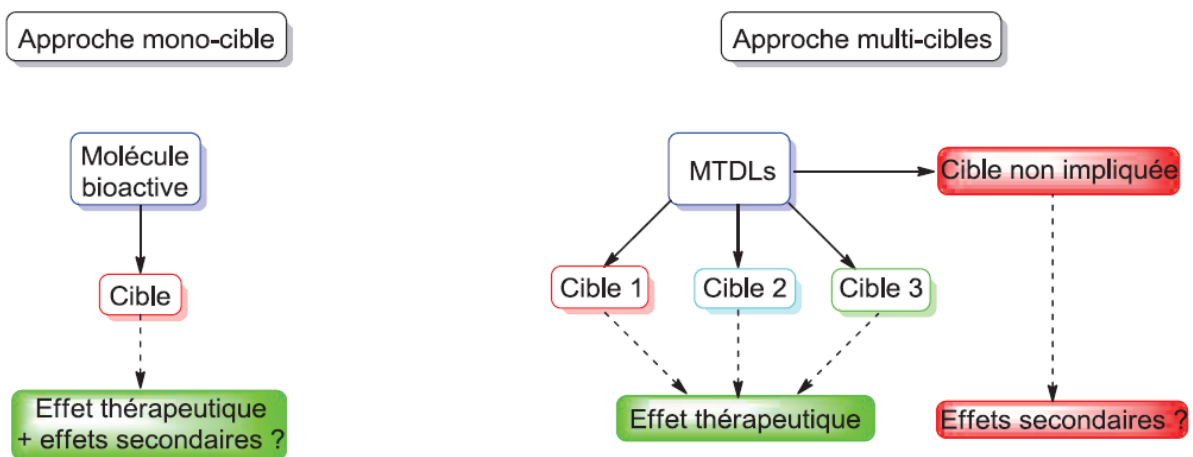 Approche mono-cible
Approche multi-cibles
Molécule
bioactive
MTDLs
Cible non impliquée
Cible
Cible 1
Cible 2
Cible 3
Effet thérapeutique
+ effets secondaires ?
Effet thérapeutique
Effets secondaires ?